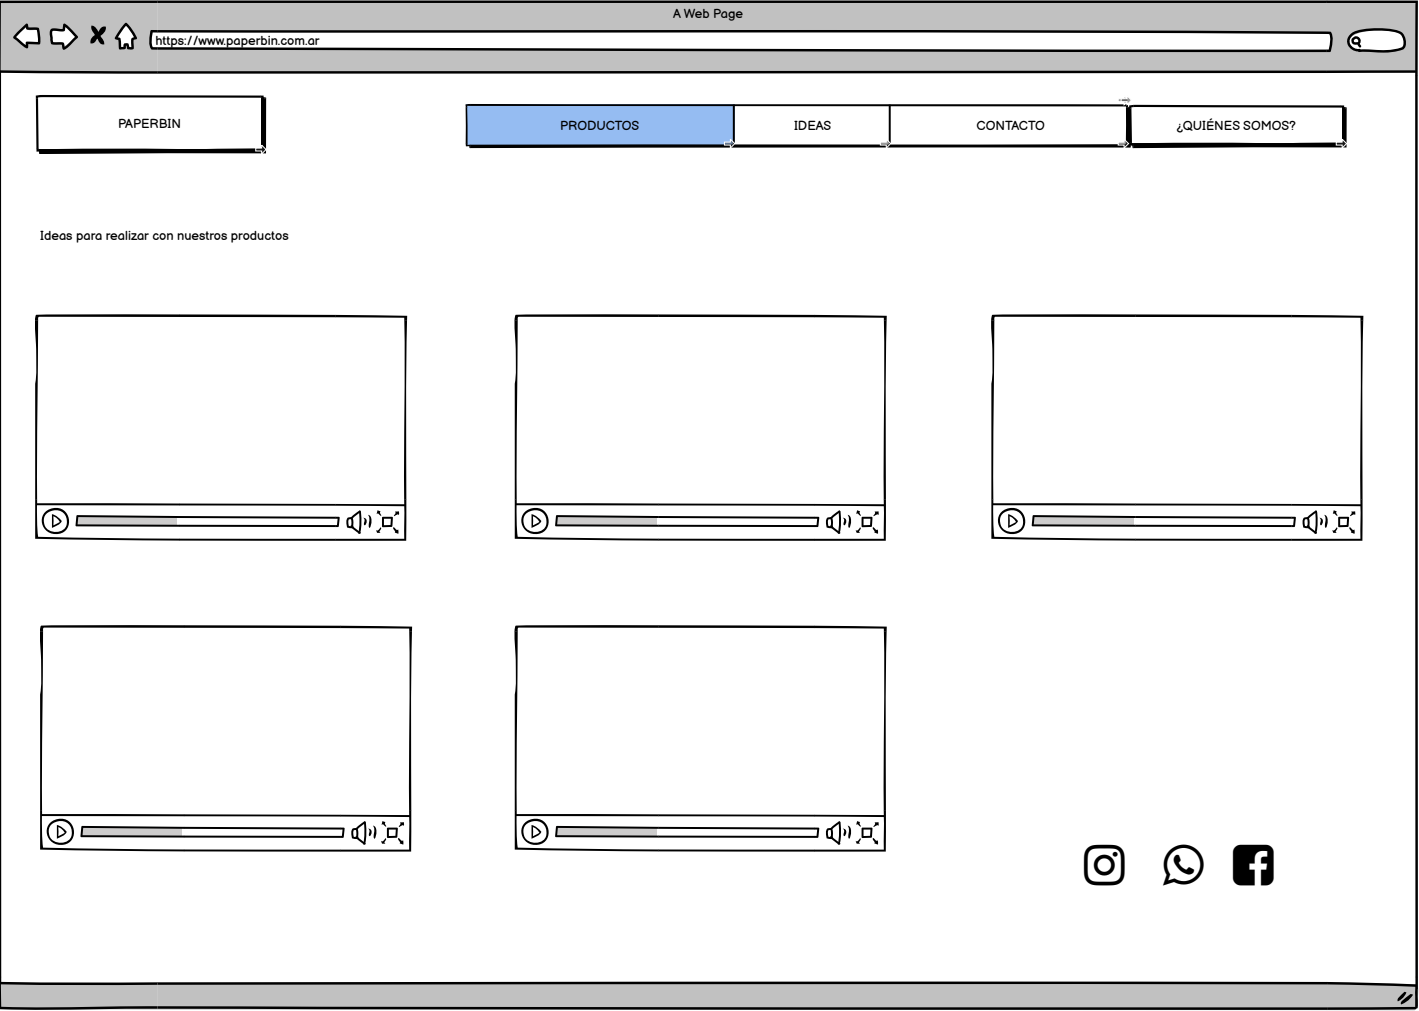 A Web Page
https://www.paperbin.com.ar
PAPERBIN
PRODUCTOS
IDEAS
CONTACTO
¿QUIÉNES SOMOS?
Ideas para realizar con nuestros productos